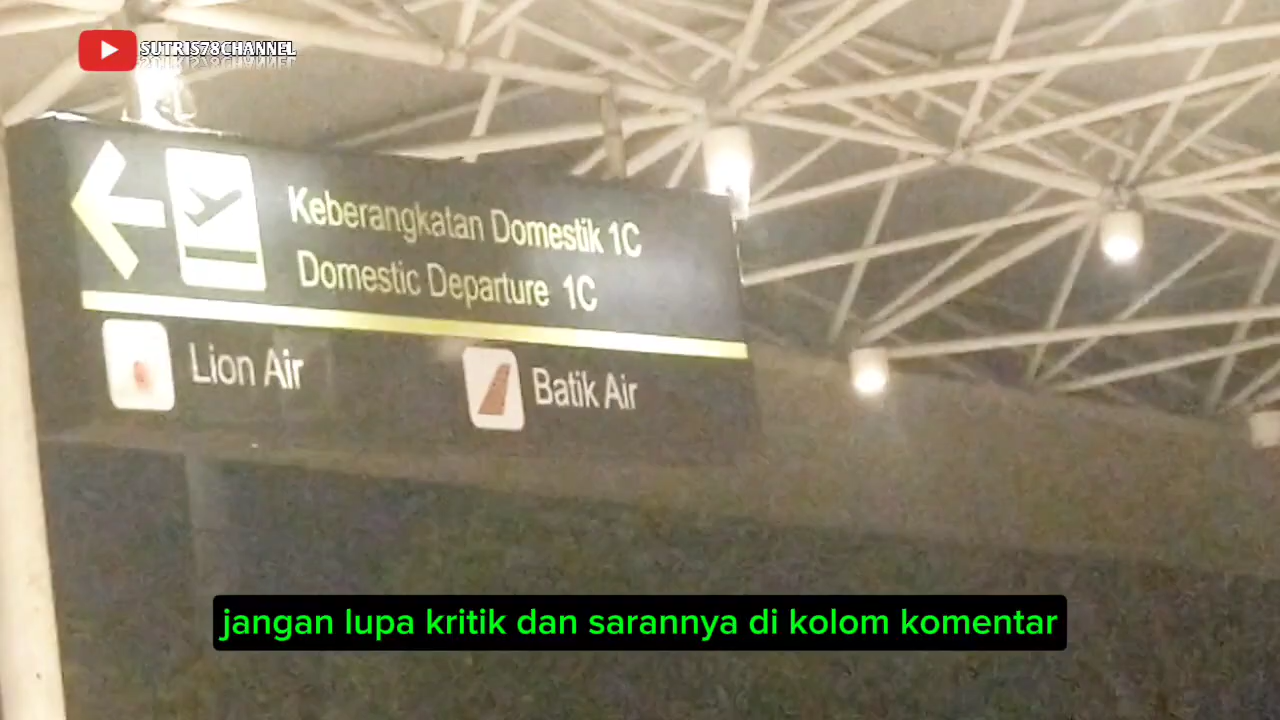 SUTRIS78CHANNEL
Keberangkatan Domestik 1C
Domestic Departure 1C
Lion Air
Batik Air
jangan lupa kritik dan sarannya di kolom komentar